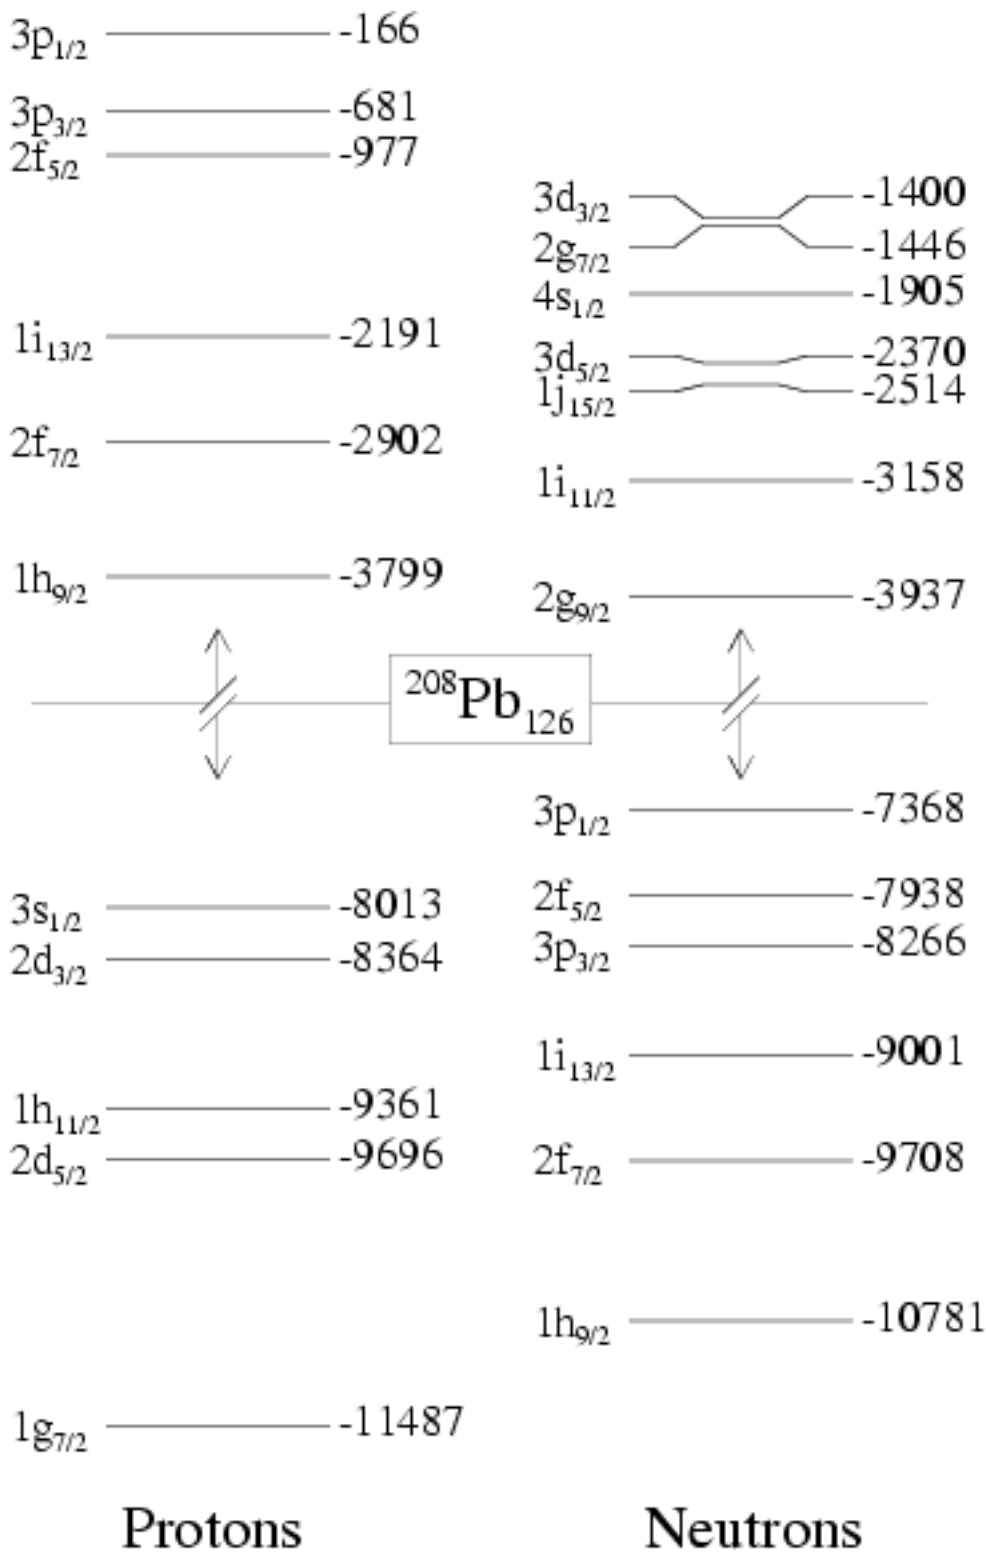 3p1/2 -166
3p3/2 -681
2f5/2 -977
3d3/2 -1400
2g7/2 -1446
4s1/2 -1905
1i13/2 -2191
3d5/2 -2370
1j15/2 -2514
2f7/2 -2902
1i11/2 -3158
1h9/2 -3799
2g9/2 -3937
208Pb126
3p1/2 -7368
3s1/2 -8013
2f5/2 -7938
2d3/2 -8364
3p3/2 -8266
1i13/2 -9001
1h11/2 -9361
2d5/2 -9696
2f7/2 -9708
1h9/2 -10781
1g7/2 -11487
Protons Neutrons